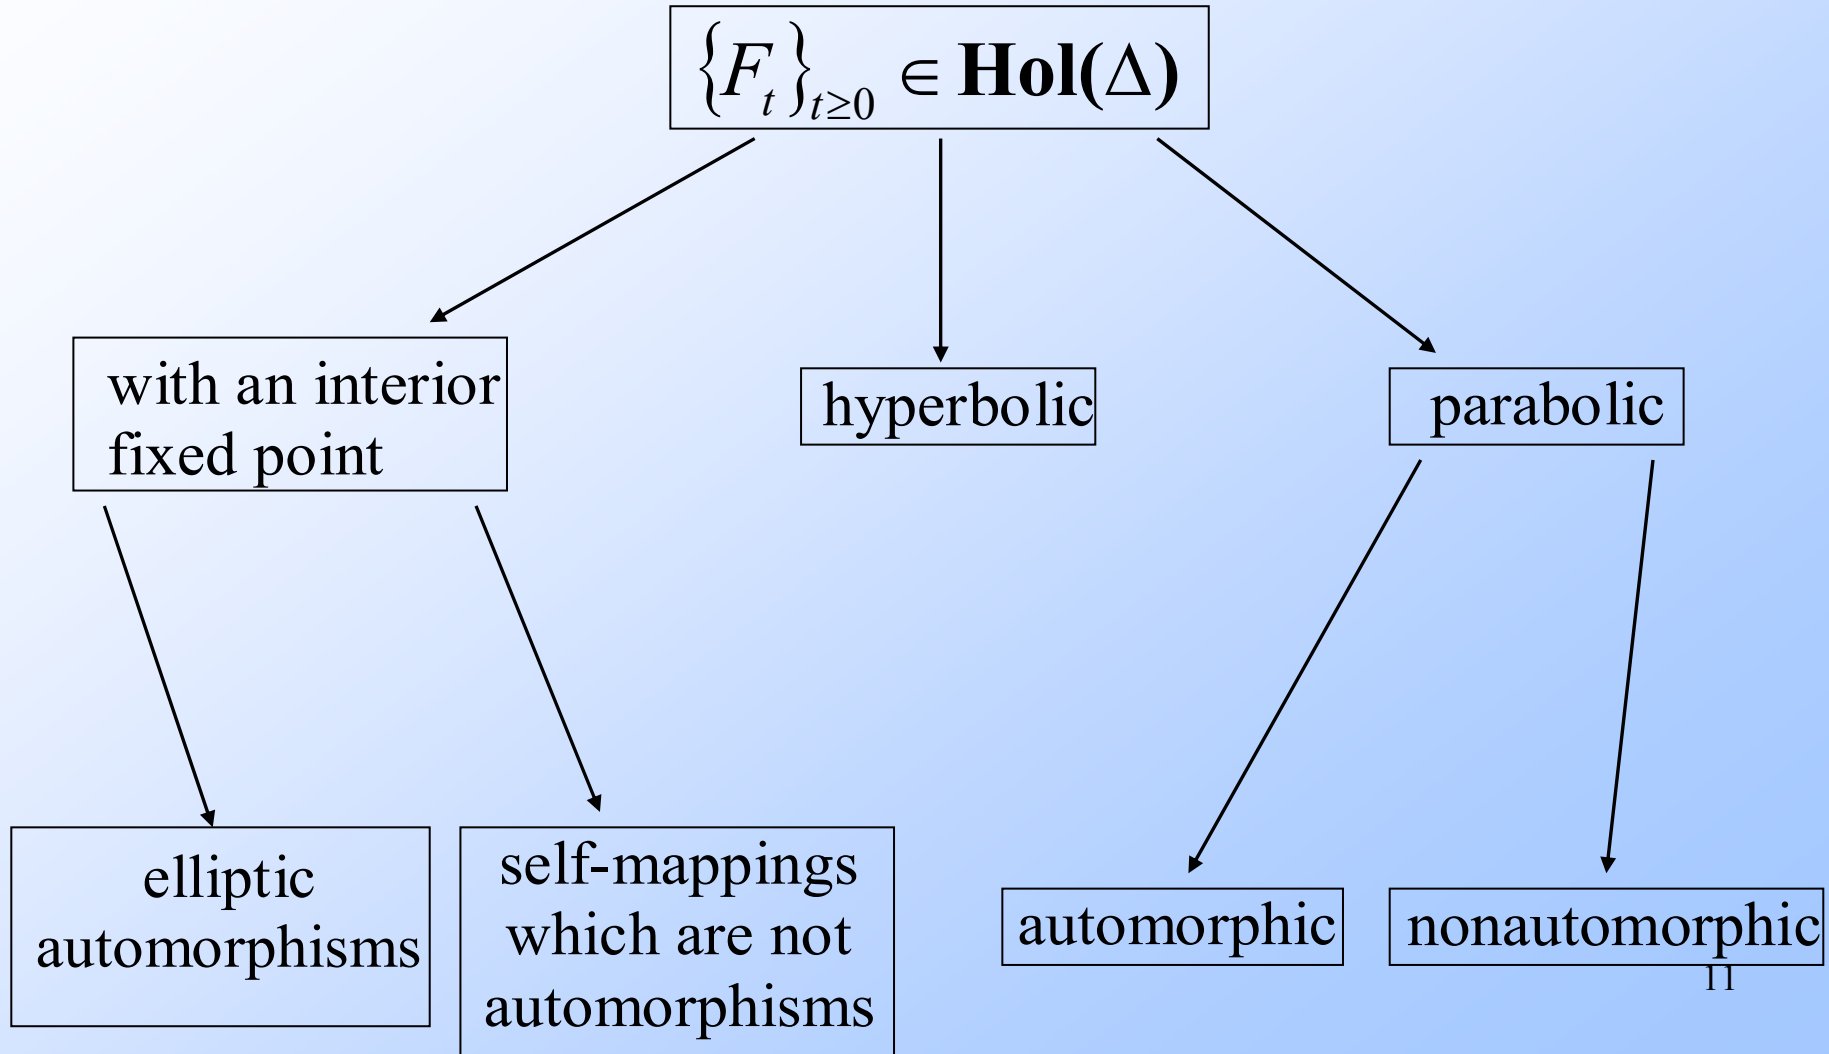 {F_t}_{t≥0} ∈ Hol(Δ)
with an interior
fixed point
hyperbolic
parabolic
elliptic
automorphisms
self-mappings
which are not
automorphisms
automorphic
nonautomorphic
11